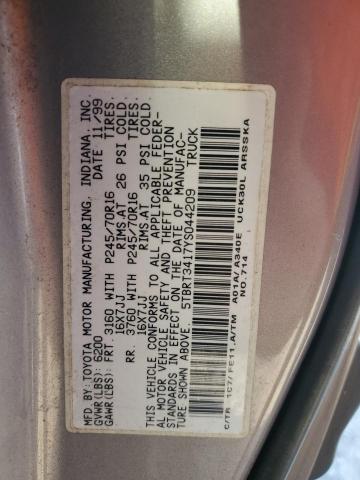 MFD.BY:TOYOTA MOTOR MANUFACTURING, INDIANA, INC.
GVWR(LBS): 6200 DATE 11/99
GAWR(LBS): FRT.3160 P245/70R16 TIRES.
16X7JJ RIMS.AT 26 PSI COLD.
RR. 3760 P245/70R16 TIRES.
16X7JJ RIMS.AT 35 PSI COLD.
THIS VEHICLE CONFORMS TO ALL APPLICABLE FEDER-
AL MOTOR VEHICLE SAFETY AND THEFT PREVENTION
STANDARDS IN EFFECT ON THE DATE OF MANUFAC-
TURE SHOWN ABOVE.
5TBRT3417YS044209 TRUCK
UCK30L ARSSKA
C/TR 1C7/FE11.A/TM A01A/A340E
NO.714